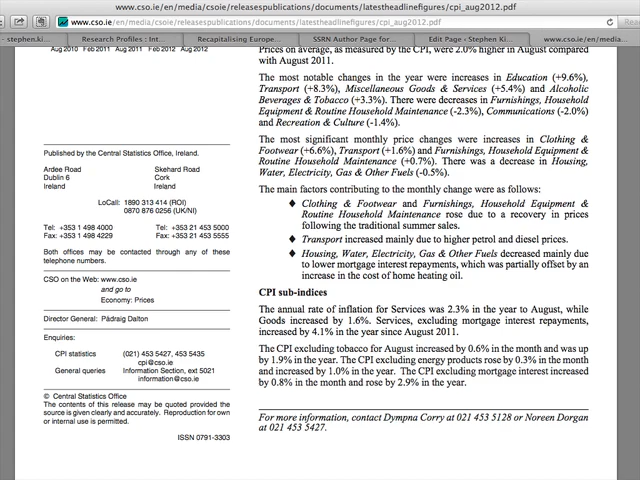 www.cso.ie/en/media/csoie/releasespublications/documents/latestheadlinefigures/cpi_aug2012.pdf
www.cso.ie/en/media/csoie/releasespublications/documents/latestheadlinefigures/cpi_aug2012.pdf
- stephen.ki...
Research Profiles : Int...
Recapitalising Europe...
SSRN Author Page for...
Edit Page ‹ Stephen Ki...
www.cso.ie/en/media...
Aug 2010 Feb 2011 Aug 2011 Feb 2012 Aug 2012
Published by the Central Statistics Office, Ireland.
Ardee Road Skehard Road
Dublin 6 Cork
Ireland Ireland
LoCall: 1890 313 414 (ROI)
0870 876 0256 (UK/NI)
Tel: +353 1 498 4000 Tel: +353 21 453 5000
Fax: +353 1 498 4229 Fax: +353 21 453 5555
Both offices may be contacted through any of these
telephone numbers.
CSO on the Web: www.cso.ie
and go to
Economy: Prices
Director General: Pádraig Dalton
Enquiries:
CPI statistics (021) 453 5427, 453 5435
cpi@cso.ie
General queries Information Section, ext 5021
information@cso.ie
© Central Statistics Office
The contents of this release may be quoted provided the
source is given clearly and accurately. Reproduction for own
or internal use is permitted.
ISSN 0791-3303
Prices on average, as measured by the CPI, were 2.0% higher in August compared
with August 2011.
The most notable changes in the year were increases in Education (+9.6%),
Transport (+8.3%), Miscellaneous Goods & Services (+5.4%) and Alcoholic
Beverages & Tobacco (+3.3%). There were decreases in Furnishings, Household
Equipment & Routine Household Maintenance (-2.3%), Communications (-2.0%)
and Recreation & Culture (-1.4%).
The most significant monthly price changes were increases in Clothing &
Footwear (+6.6%), Transport (+1.6%) and Furnishings, Household Equipment &
Routine Household Maintenance (+0.7%). There was a decrease in Housing,
Water, Electricity, Gas & Other Fuels (-0.5%).
The main factors contributing to the monthly change were as follows:
♦ Clothing & Footwear and Furnishings, Household Equipment &
Routine Household Maintenance rose due to a recovery in prices
following the traditional summer sales.
♦ Transport increased mainly due to higher petrol and diesel prices.
♦ Housing, Water, Electricity, Gas & Other Fuels decreased mainly due
to lower mortgage interest repayments, which was partially offset by an
increase in the cost of home heating oil.
CPI sub-indices
The annual rate of inflation for Services was 2.3% in the year to August, while
Goods increased by 1.6%. Services, excluding mortgage interest repayments,
increased by 4.1% in the year since August 2011.
The CPI excluding tobacco for August increased by 0.6% in the month and was up
by 1.9% in the year. The CPI excluding energy products rose by 0.3% in the month
and increased by 1.0% in the year. The CPI excluding mortgage interest increased
by 0.8% in the month and rose by 2.9% in the year.
For more information, contact Dympna Corry at 021 453 5128 or Noreen Dorgan
at 021 453 5427.